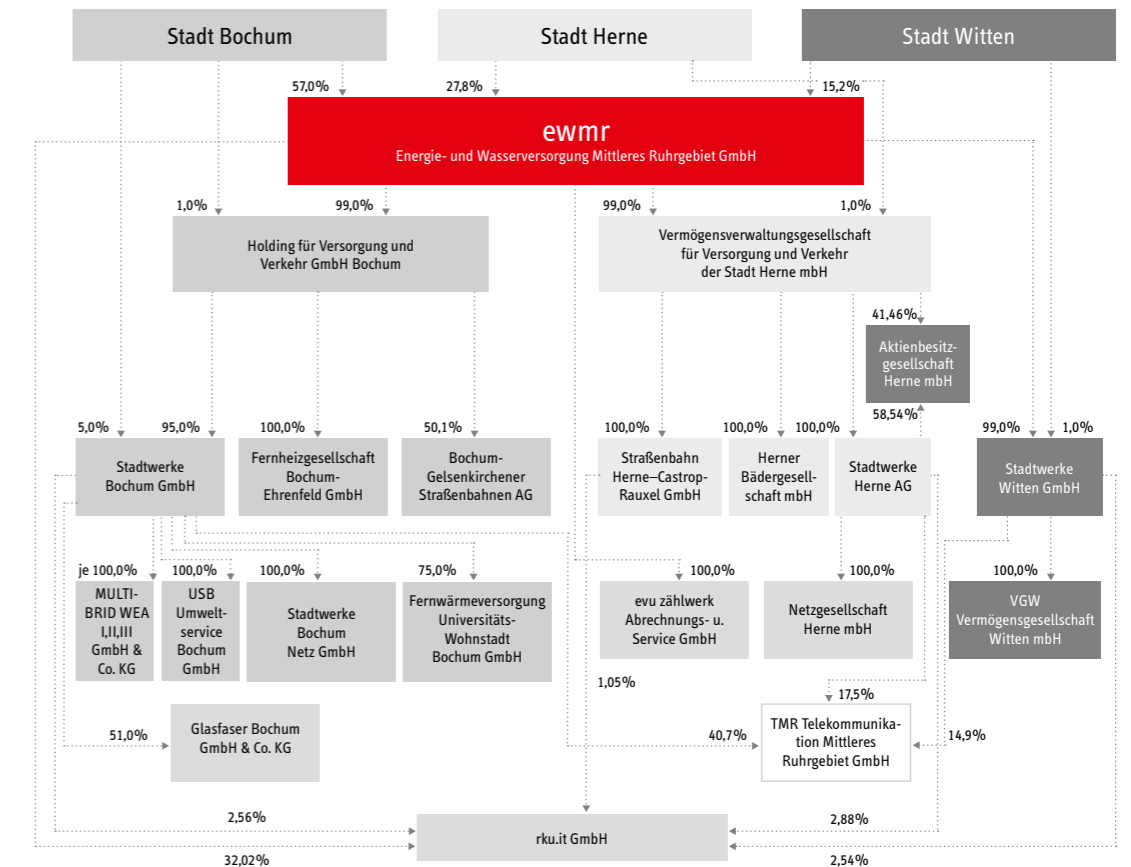 Stadt Bochum
Stadt Herne
Stadt Witten
57,0%
27,8%
15,2%
ewmr
Energie- und Wasserversorgung Mittleres Ruhrgebiet GmbH
1,0%
99,0%
99,0%
1,0%
Holding für Versorgung und
Verkehr GmbH Bochum
Vermögensverwaltungsgesellschaft
für Versorgung und Verkehr
der Stadt Herne mbH
41,46%
Aktienbesitz-
gesellschaft
Herne mbH
58,54%
5,0%
95,0%
100,0%
50,1%
100,0%
100,0%
100,0%
99,0%
1,0%
Stadtwerke
Bochum GmbH
Fernheizgesellschaft
Bochum-
Ehrenfeld GmbH
Bochum-
Gelsenkirchener
Straßenbahnen AG
Straßenbahn
Herne–Castrop-
Rauxel GmbH
Herner
Bädergesell-
schaft mbH
Stadtwerke
Herne AG
Stadtwerke
Witten GmbH
je 100,0%
100,0%
100,0%
75,0%
100,0%
100,0%
100,0%
MULTI-
BRID WEA
I,II,III
GmbH &
Co. KG
USB
Umwelt-
service
Bochum
GmbH
Stadtwerke
Bochum
Netz GmbH
Fernwärmeversorgung
Universitäts-
Wohnstadt
Bochum GmbH
evu zählwerk
Abrechnungs- u.
Service GmbH
Netzgesellschaft
Herne mbH
VGW
Vermögensgesellschaft
Witten mbH
1,05%
17,5%
51,0%
Glasfaser Bochum
GmbH & Co. KG
40,7%
TMR Telekommunika-
tion Mittleres
Ruhrgebiet GmbH
14,9%
2,56%
2,88%
rku.it GmbH
32,02%
2,54%